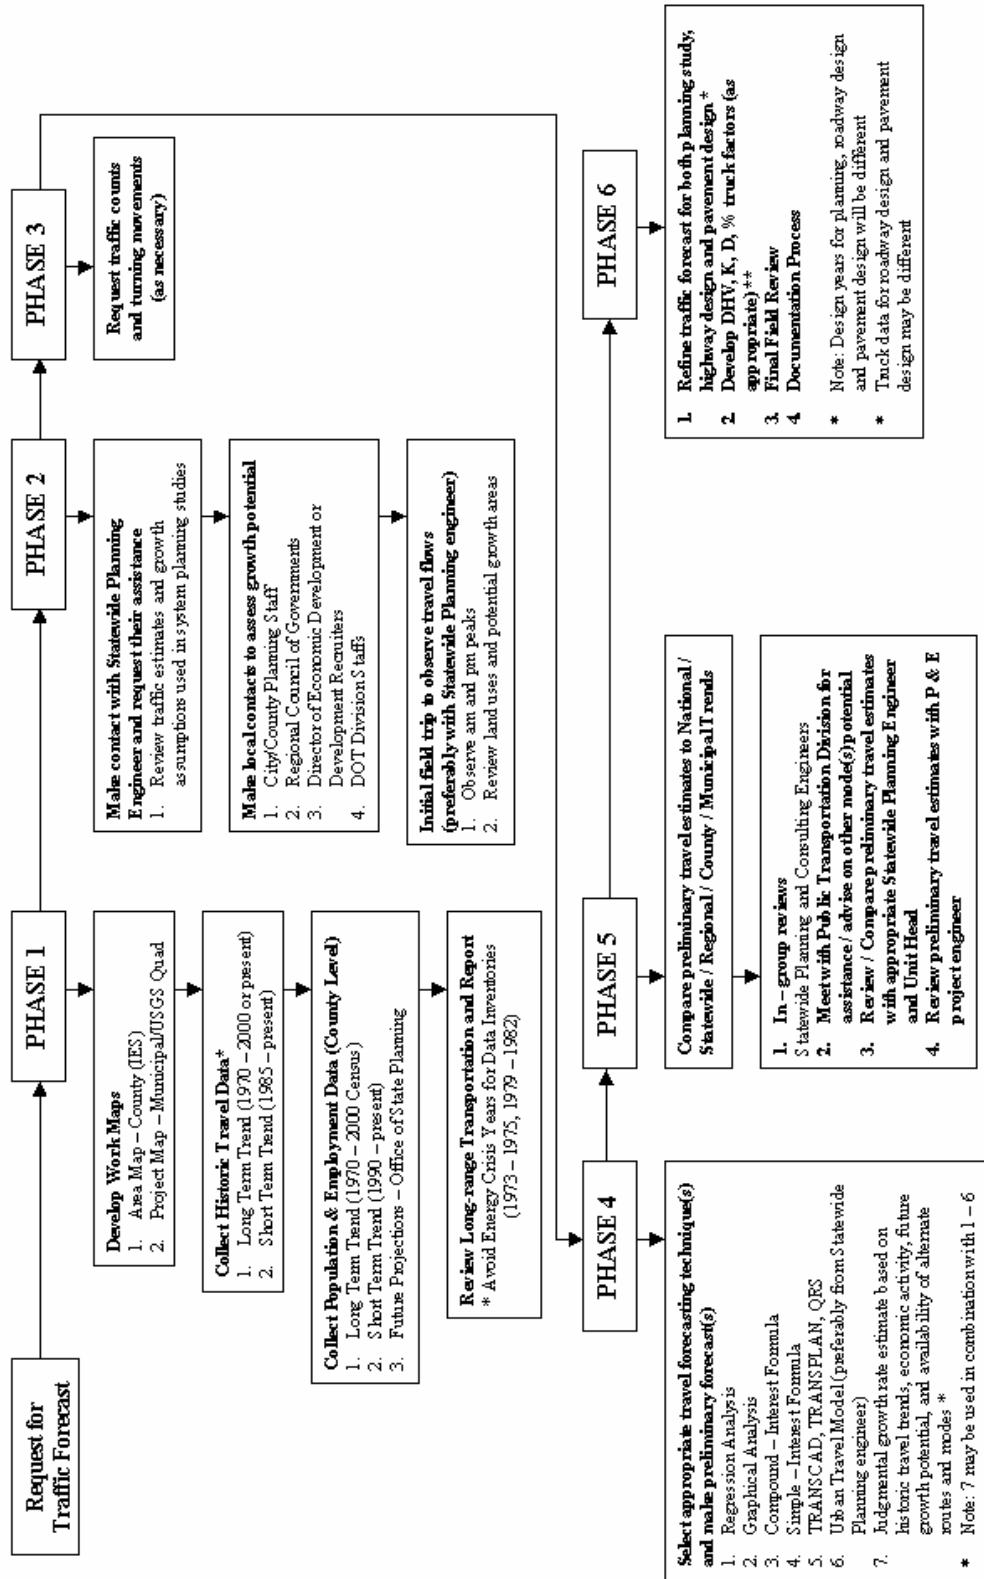 Request for
Traffic Forecast
PHASE 1
Develop Work Maps
1. Area Map – County (IES)
2. Project Map – Municipal/USGS Quad
Collect Historic Travel Data*
1. Long Term Trend (1970 – 2000 or present)
2. Short Term Trend (1985 – present)
Collect Population & Employment Data (County Level)
1. Long Term Trend (1970 – 2000 Census)
2. Short Term Trend (1990 – present)
3. Future Projections – Office of State Planning
Review Long-range Transportation and Report
* Avoid Energy Crisis Years for Data Inventories
(1973 – 1975, 1979 – 1982)
PHASE 2
Make contact with Statewide Planning
Engineer and request their assistance
1. Review traffic estimates and growth
assumptions used in system planning studies
Make local contacts to assess growth potential
1. City/County Planning Staff
2. Regional Council of Governments
3. Director of Economic Development or
Development Recruiters
4. DOT Division Staffs
Initial field trip to observe travel flows
(preferably with Statewide Planning engineer)
1. Observe am and pm peaks
2. Review land uses and potential growth areas
PHASE 3
Request traffic counts
and turning movements
(as necessary)
PHASE 4
Select appropriate travel forecasting technique(s)
and make preliminary forecast(s)
1. Regression Analysis
2. Graphical Analysis
3. Compound – Interest Formula
4. Simple – Interest Formula
5. TRANSCAD, TRANSPLAN, QRS
6. Urban Travel Model (preferably from Statewide
Planning engineer)
7. Judgmental growth rate estimate based on
historic travel trends, economic activity, future
growth potential, and availability of alternate
routes and modes *
* Note: 7 may be used in combination with 1 – 6
PHASE 5
Compare preliminary travel estimates to National /
Statewide / Regional / County / Municipal Trends
1. In – group reviews
Statewide Planning and Consulting Engineers
2. Meet with Public Transportation Division for
assistance / advise on other mode(s) potential
3. Review / Compare preliminary travel estimates
with appropriate Statewide Planning Engineer
and Unit Head
4. Review preliminary travel estimates with P & E
project engineer
PHASE 6
1. Refine traffic forecast for both planning study,
highway design and pavement design *
2. Develop DHV, K, D, % truck factors (as
appropriate)**
3. Final Field Review
4. Documentation Process
* Note: Design years for planning, roadway design
and pavement design will be different
* Truck data for roadway design and pavement
design may be different